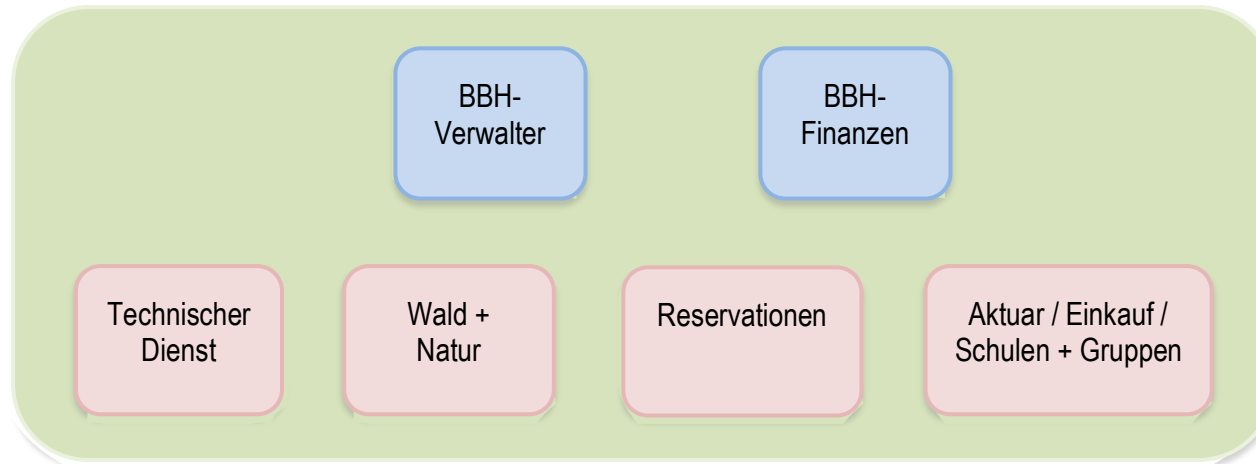 BBH-
Verwalter
BBH-
Finanzen
Technischer
Dienst
Wald +
Natur
Reservationen
Aktuar / Einkauf /
Schulen + Gruppen